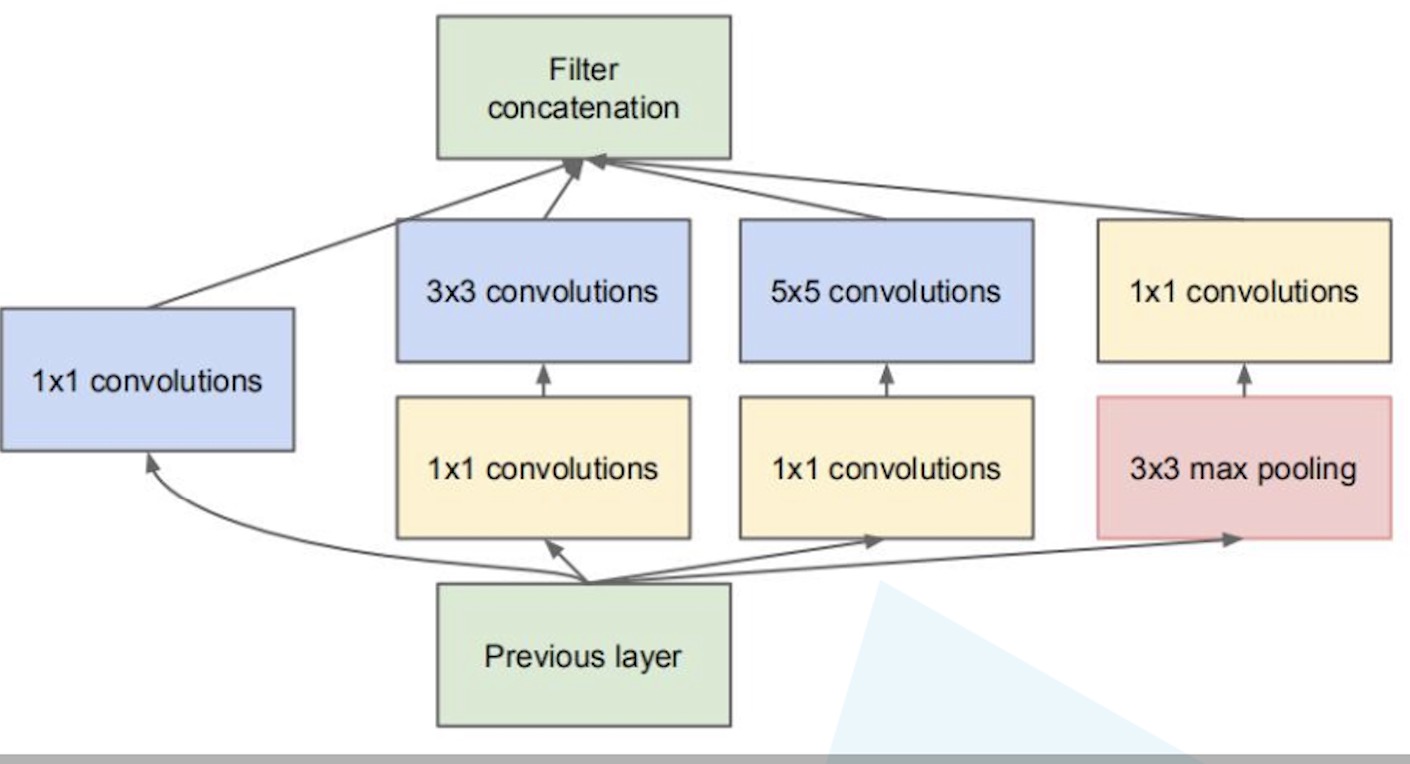 Filter
concatenation
3x3 convolutions
5x5 convolutions
1x1 convolutions
1x1 convolutions
1x1 convolutions
1x1 convolutions
3x3 max pooling
Previous layer